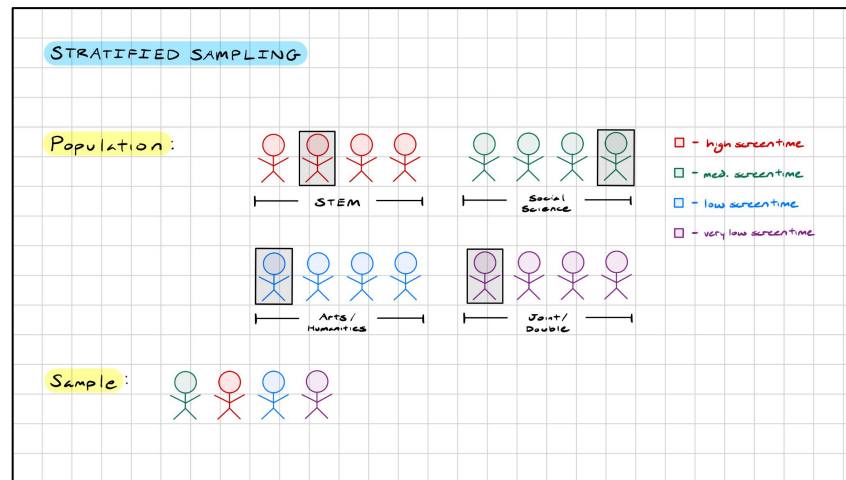 STRATIFIED SAMPLING
Population:
- high screentime
- med. screentime
STEM
Social
Science
- low screentime
- very low screentime
Arts/
Humanities
Joint/
Double
Sample: